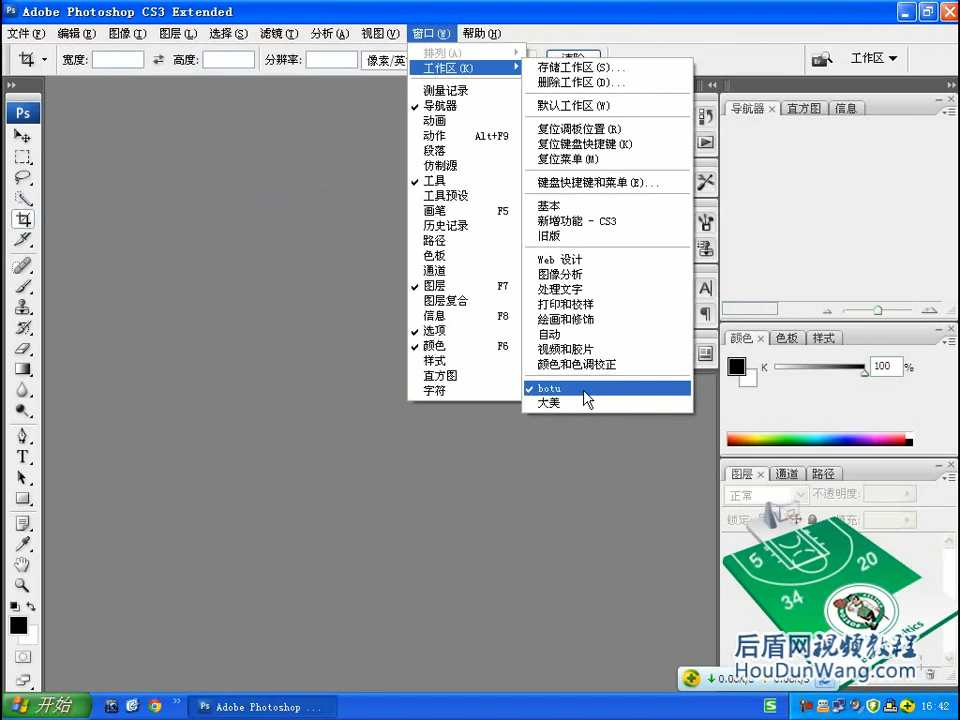 Ps Adobe Photoshop CS3 Extended
文件(F) 编辑(E) 图像(I) 图层(L) 选择(S) 滤镜(T) 分析(A) 视图(V) 窗口(W) 帮助(H)
宽度: 高度: 分辨率: 像素/英 清除 工作区
排列(A)
工作区(K)
测量记录
导航器
动画
动作 Alt+F9
段落
仿制源
工具
工具预设
画笔 F5
历史记录
路径
色板
通道
图层 F7
图层复合
信息 F8
选项
颜色 F6
样式
直方图
字符
存储工作区(S)...
删除工作区(D)...
默认工作区(W)
复位调板位置(R)
复位键盘快捷键(K)
复位菜单(M)
键盘快捷键和菜单(E)...
基本
新增功能 - CS3
旧版
Web 设计
图像分析
处理文字
打印和校样
绘画和修饰
自动
视频和胶片
颜色和色调校正
botu
大美
Ps
T
A
导航器 直方图 信息
颜色 色板 样式
K 100 %
图层 通道 路径
正常 不透明度:
锁定: 填充:
5
20
34
后盾网视频教程
HouDunWang.com
开始 Ps Adobe Photoshop ... S 16:42